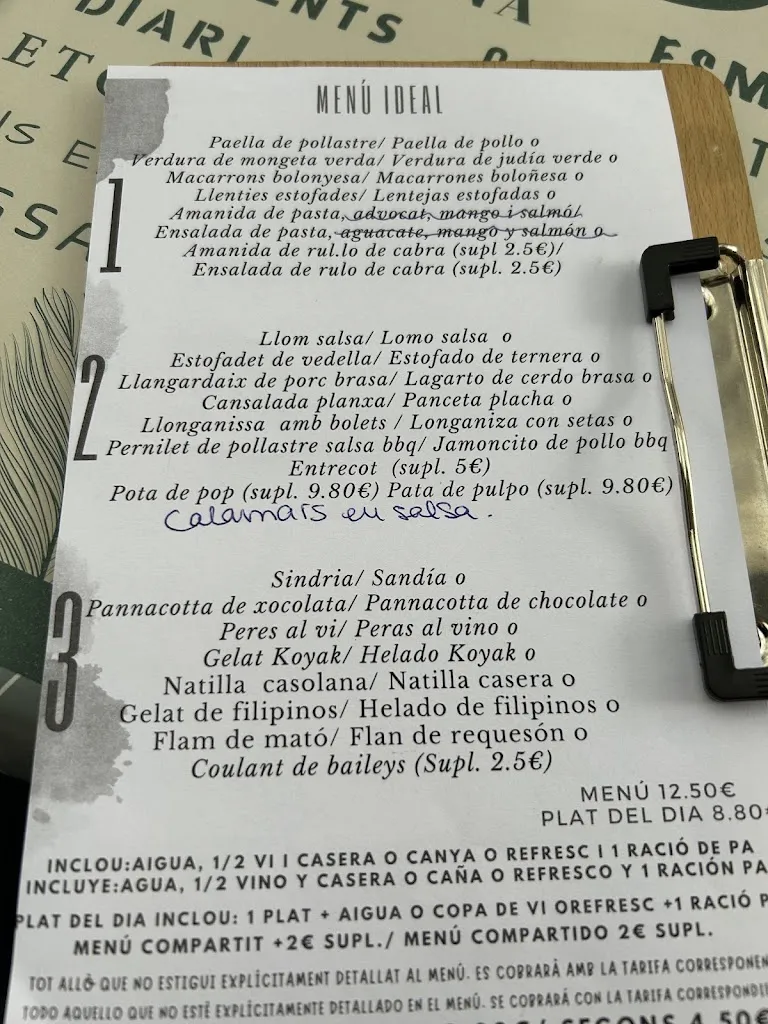 DIARI
MENÚ IDEAL
1
Paella de pollastre/ Paella de pollo o
Verdura de mongeta verda/ Verdura de judía verde o
Macarrons bolonyesa/ Macarrones boloñesa o
Llenties estofades/ Lentejas estofadas o
Amanida de pasta, advocat, mango i salmó/
Ensalada de pasta, aguacate, mango y salmón o
Amanida de rul.lo de cabra (supl 2.5€)/
Ensalada de rulo de cabra (supl. 2.5€)
2
Llom salsa/ Lomo salsa o
Estofadet de vedella/ Estofado de ternera o
Llangardaix de porc brasa/ Lagarto de cerdo brasa o
Cansalada planxa/ Panceta placha o
Llonganissa amb bolets / Longaniza con setas o
Pernilet de pollastre salsa bbq/ Jamoncito de pollo bbq
Entrecot (supl. 5€)
Pota de pop (supl. 9.80€) Pata de pulpo (supl. 9.80€)
Calamars en salsa.
3
Sindria/ Sandía o
Pannacotta de xocolata/ Pannacotta de chocolate o
Peres al vi/ Peras al vino o
Gelat Koyak/ Helado Koyak o
Natilla casolana/ Natilla casera o
Gelat de filipinos/ Helado de filipinos o
Flam de mató/ Flan de requesón o
Coulant de baileys (Supl. 2.5€)
MENÚ 12.50€
PLAT DEL DIA 8.80€
INCLOU:AIGUA, 1/2 VI I CASERA O CANYA O REFRESC I 1 RACIÓ DE PA
INCLUYE:AGUA, 1/2 VINO Y CASERA O CAÑA O REFRESCO Y 1 RACIÓN PA
PLAT DEL DIA INCLOU: 1 PLAT + AIGUA O COPA DE VI OREFRESC +1 RACIÓ P
MENÚ COMPARTIT +2€ SUPL./ MENÚ COMPARTIDO 2€ SUPL.
TOT ALLÒ QUE NO ESTIGUI EXPLÍCITAMENT DETALLAT AL MENÚ. ES COBRARÀ AMB LA TARIFA CORRESPONEN
TODO AQUELLO QUE NO ESTÉ EXPLÍCITAMENTE DETALLADO EN EL MENÚ. SE COBRARÁ CON LA TARIFA CORRESPONDI
SEGONS 4.50€